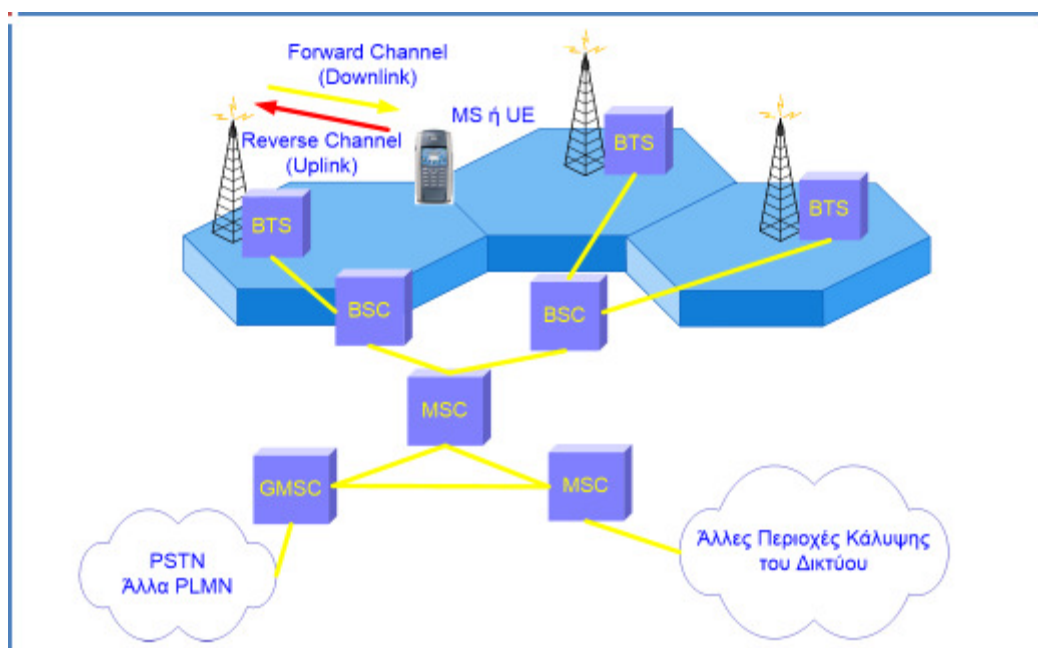 Forward Channel
(Downlink)
MS ή UE
Reverse Channel
(Uplink)
BTS
BTS
BTS
BSC
BSC
MSC
GMSC
MSC
PSTN
Άλλα PLMN
Άλλες Περιοχές Κάλυψης
του Δικτύου